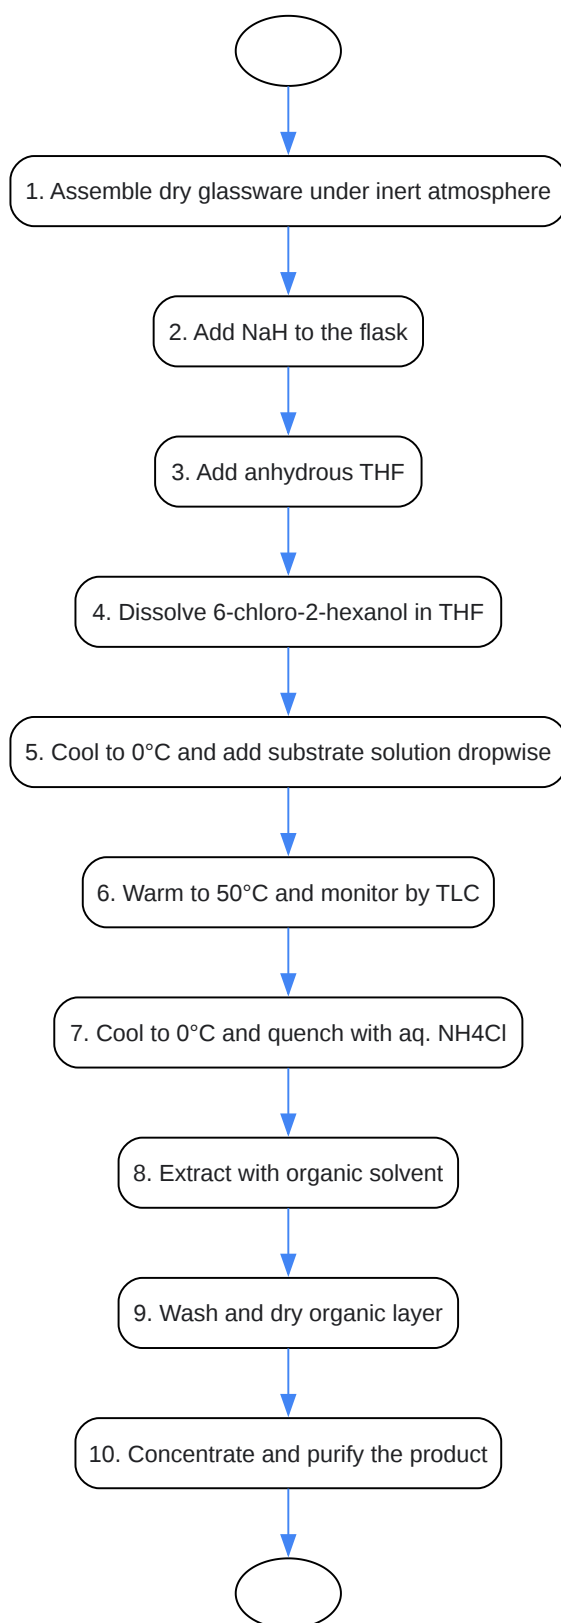 1. Assemble dry glassware under inert atmosphere
2. Add NaH to the flask
3. Add anhydrous THF
4. Dissolve 6-chloro-2-hexanol in THF
5. Cool to 0°C and add substrate solution dropwise
6. Warm to 50°C and monitor by TLC
7. Cool to 0°C and quench with aq. NH4Cl
8. Extract with organic solvent
9. Wash and dry organic layer
10. Concentrate and purify the product